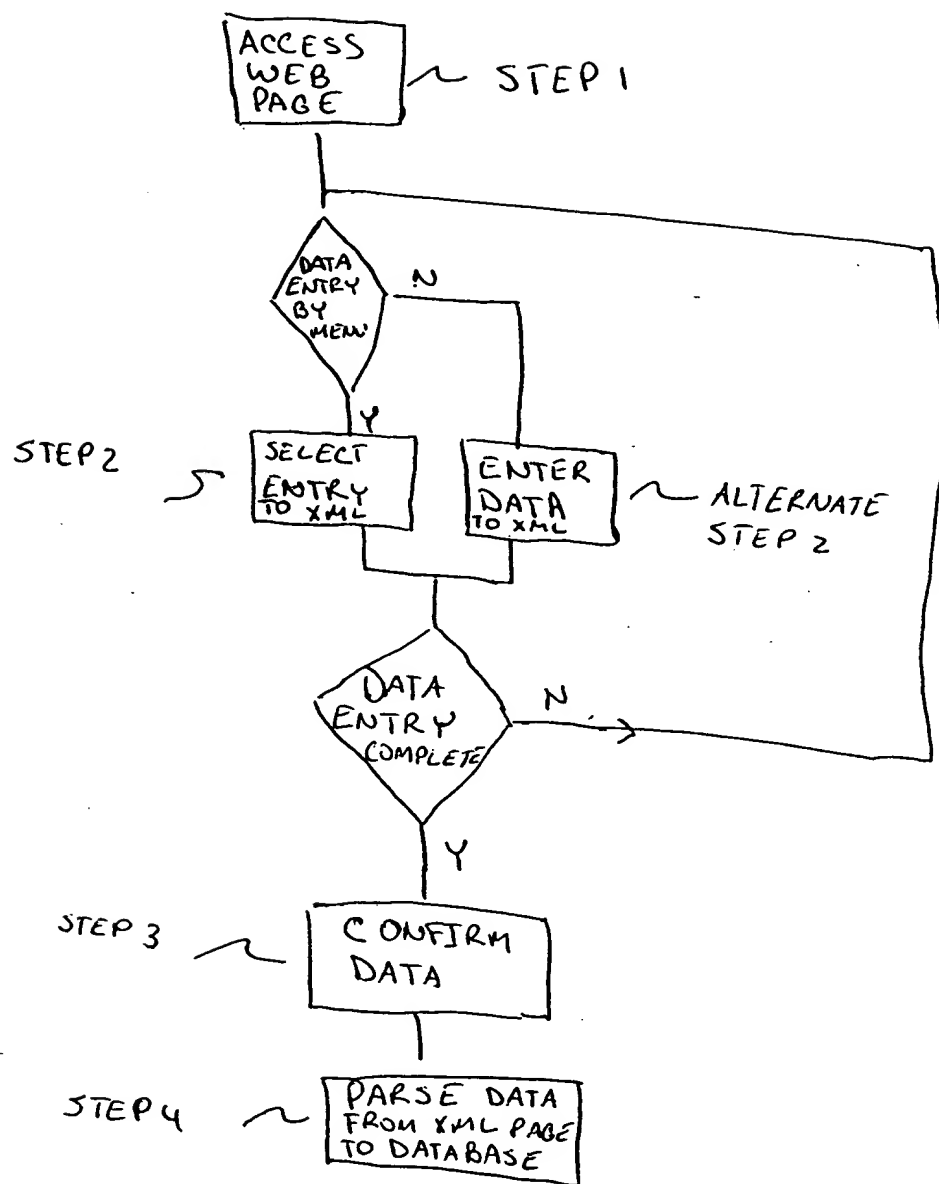 ACCESS
WEB
PAGE
STEP 1
DATA
ENTRY
BY
MENU
N
Y
STEP 2
SELECT
ENTRY
TO XML
ENTER
DATA
TO XML
ALTERNATE
STEP 2
DATA
ENTRY
COMPLETE
N
Y
STEP 3
CONFIRM
DATA
STEP 4
PARSE DATA
FROM XML PAGE
TO DATABASE